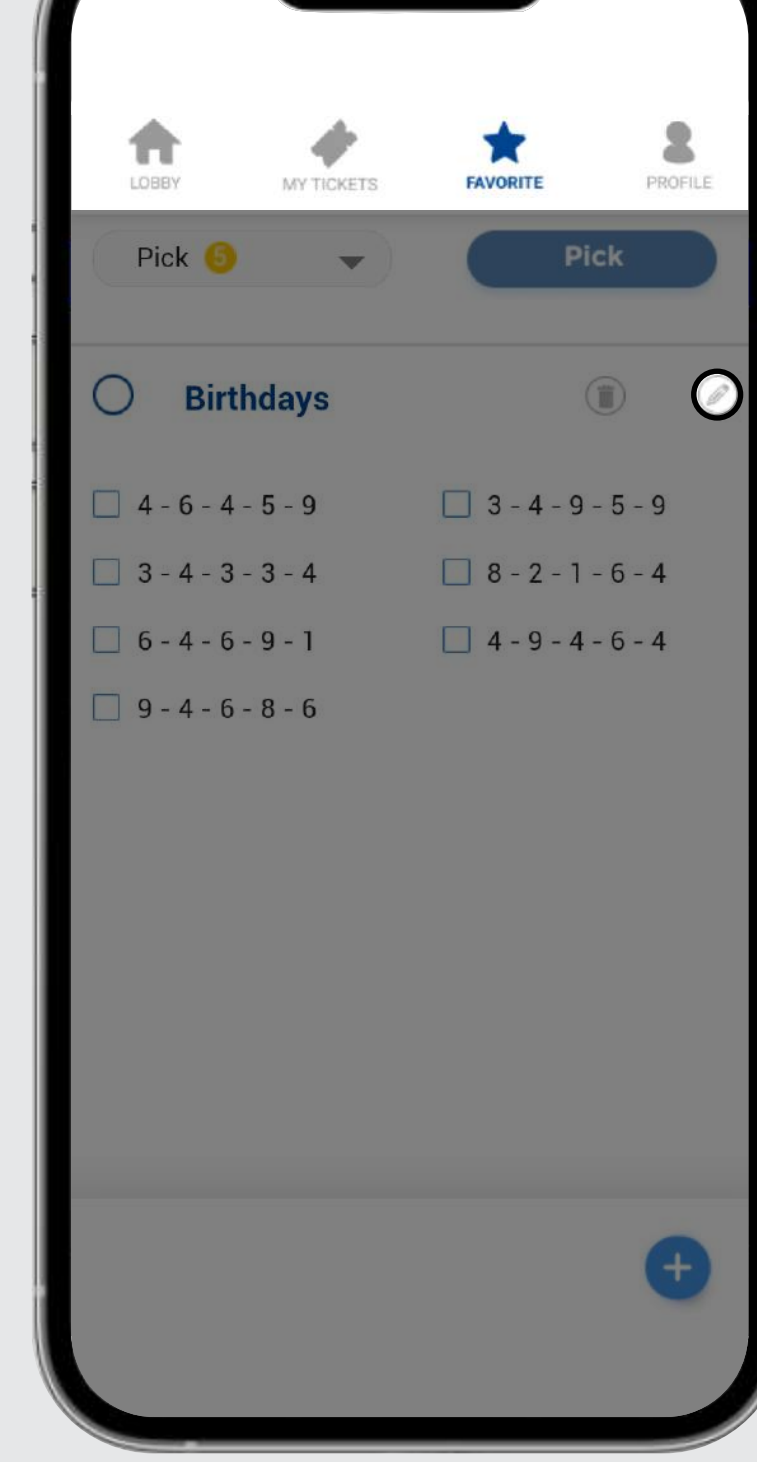 LOBBY MY TICKETS FAVORITE PROFILE
Pick 5 Pick
Birthdays
4 - 6 - 4 - 5 - 9 3 - 4 - 9 - 5 - 9
3 - 4 - 3 - 3 - 4 8 - 2 - 1 - 6 - 4
6 - 4 - 6 - 9 - 1 4 - 9 - 4 - 6 - 4
9 - 4 - 6 - 8 - 6